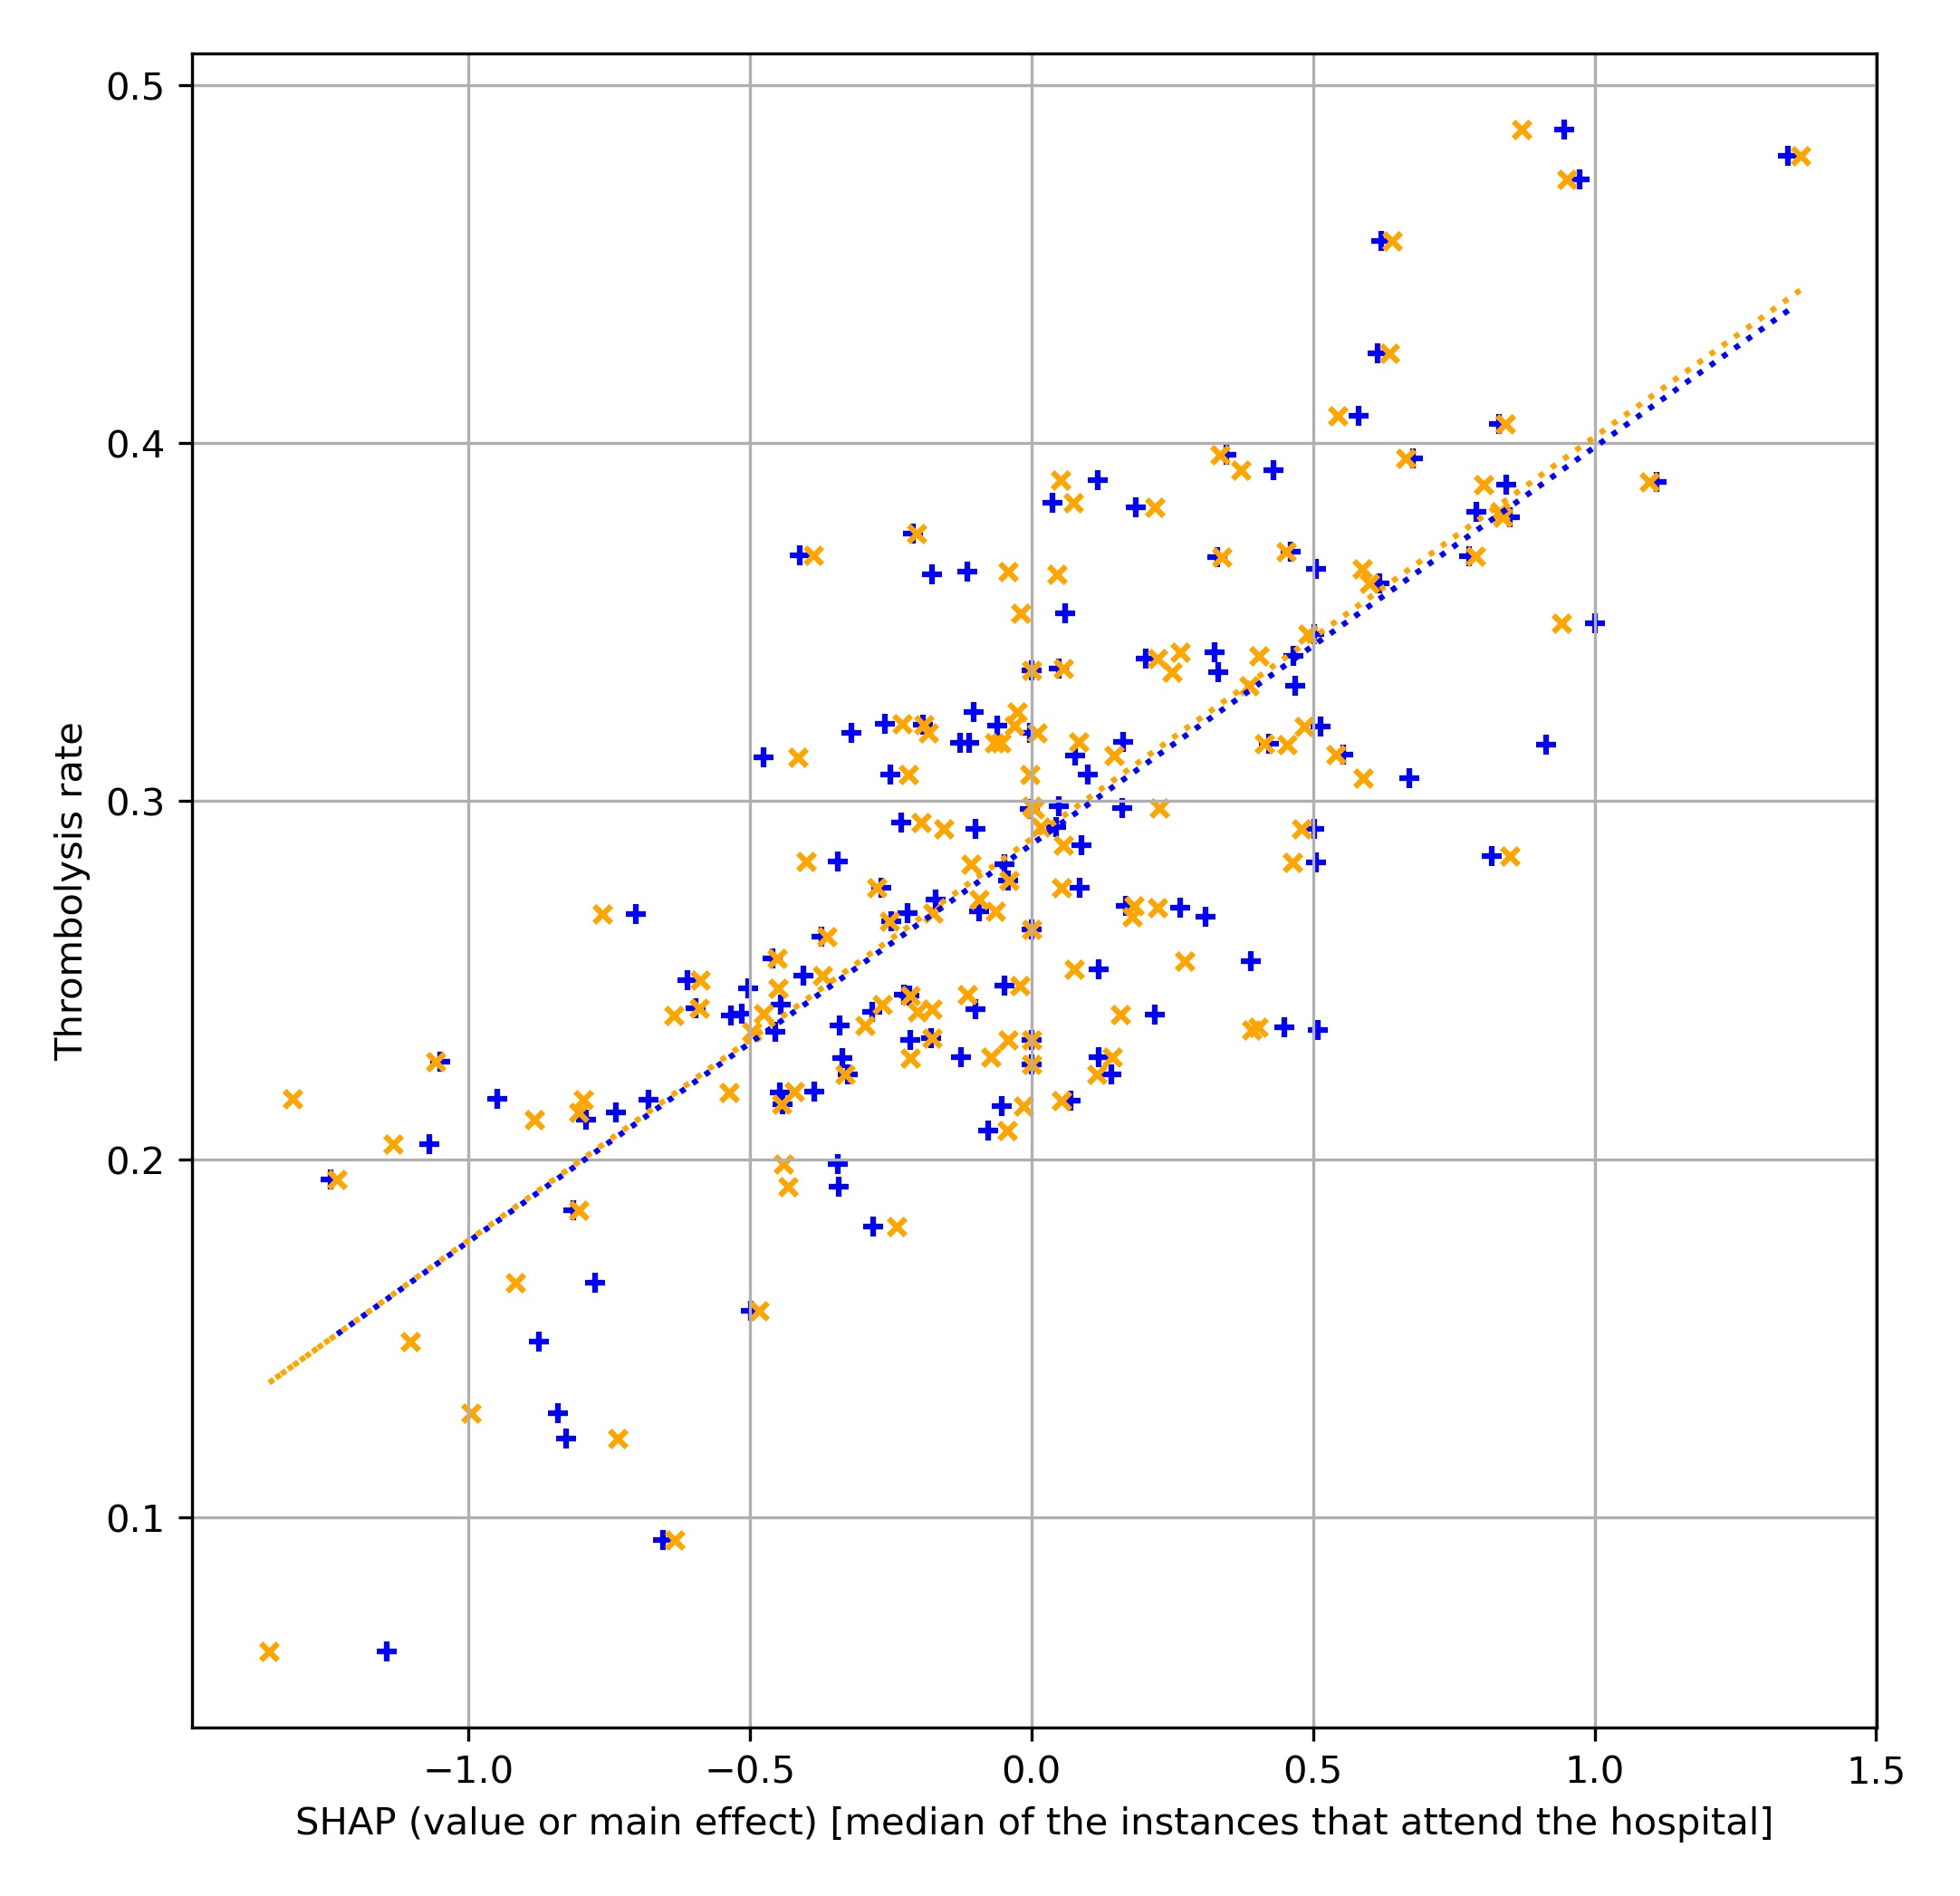 0.5
0.4
0.3
0.2
0.1
Thrombolysis rate
−1.0 −0.5 0.0 0.5 1.0 1.5
SHAP (value or main effect) [median of the instances that attend the hospital]